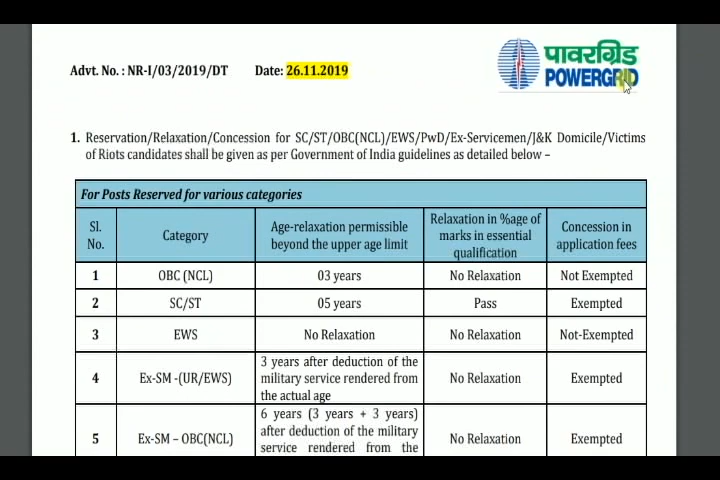 पावरग्रिड
POWERGRID
Advt. No. : NR-I/03/2019/DT Date: 26.11.2019
1. Reservation/Relaxation/Concession for SC/ST/OBC(NCL)/EWS/PwD/Ex-Servicemen/J&K Domicile/Victims
of Riots candidates shall be given as per Government of India guidelines as detailed below –
For Posts Reserved for various categories
Sl. No. Category Age-relaxation permissible beyond the upper age limit Relaxation in %age of marks in essential qualification Concession in application fees
1 OBC (NCL) 03 years No Relaxation Not Exempted
2 SC/ST 05 years Pass Exempted
3 EWS No Relaxation No Relaxation Not-Exempted
4 Ex-SM -(UR/EWS) 3 years after deduction of the military service rendered from the actual age No Relaxation Exempted
5 Ex-SM – OBC(NCL) 6 years (3 years + 3 years) after deduction of the military service rendered from the No Relaxation Exempted